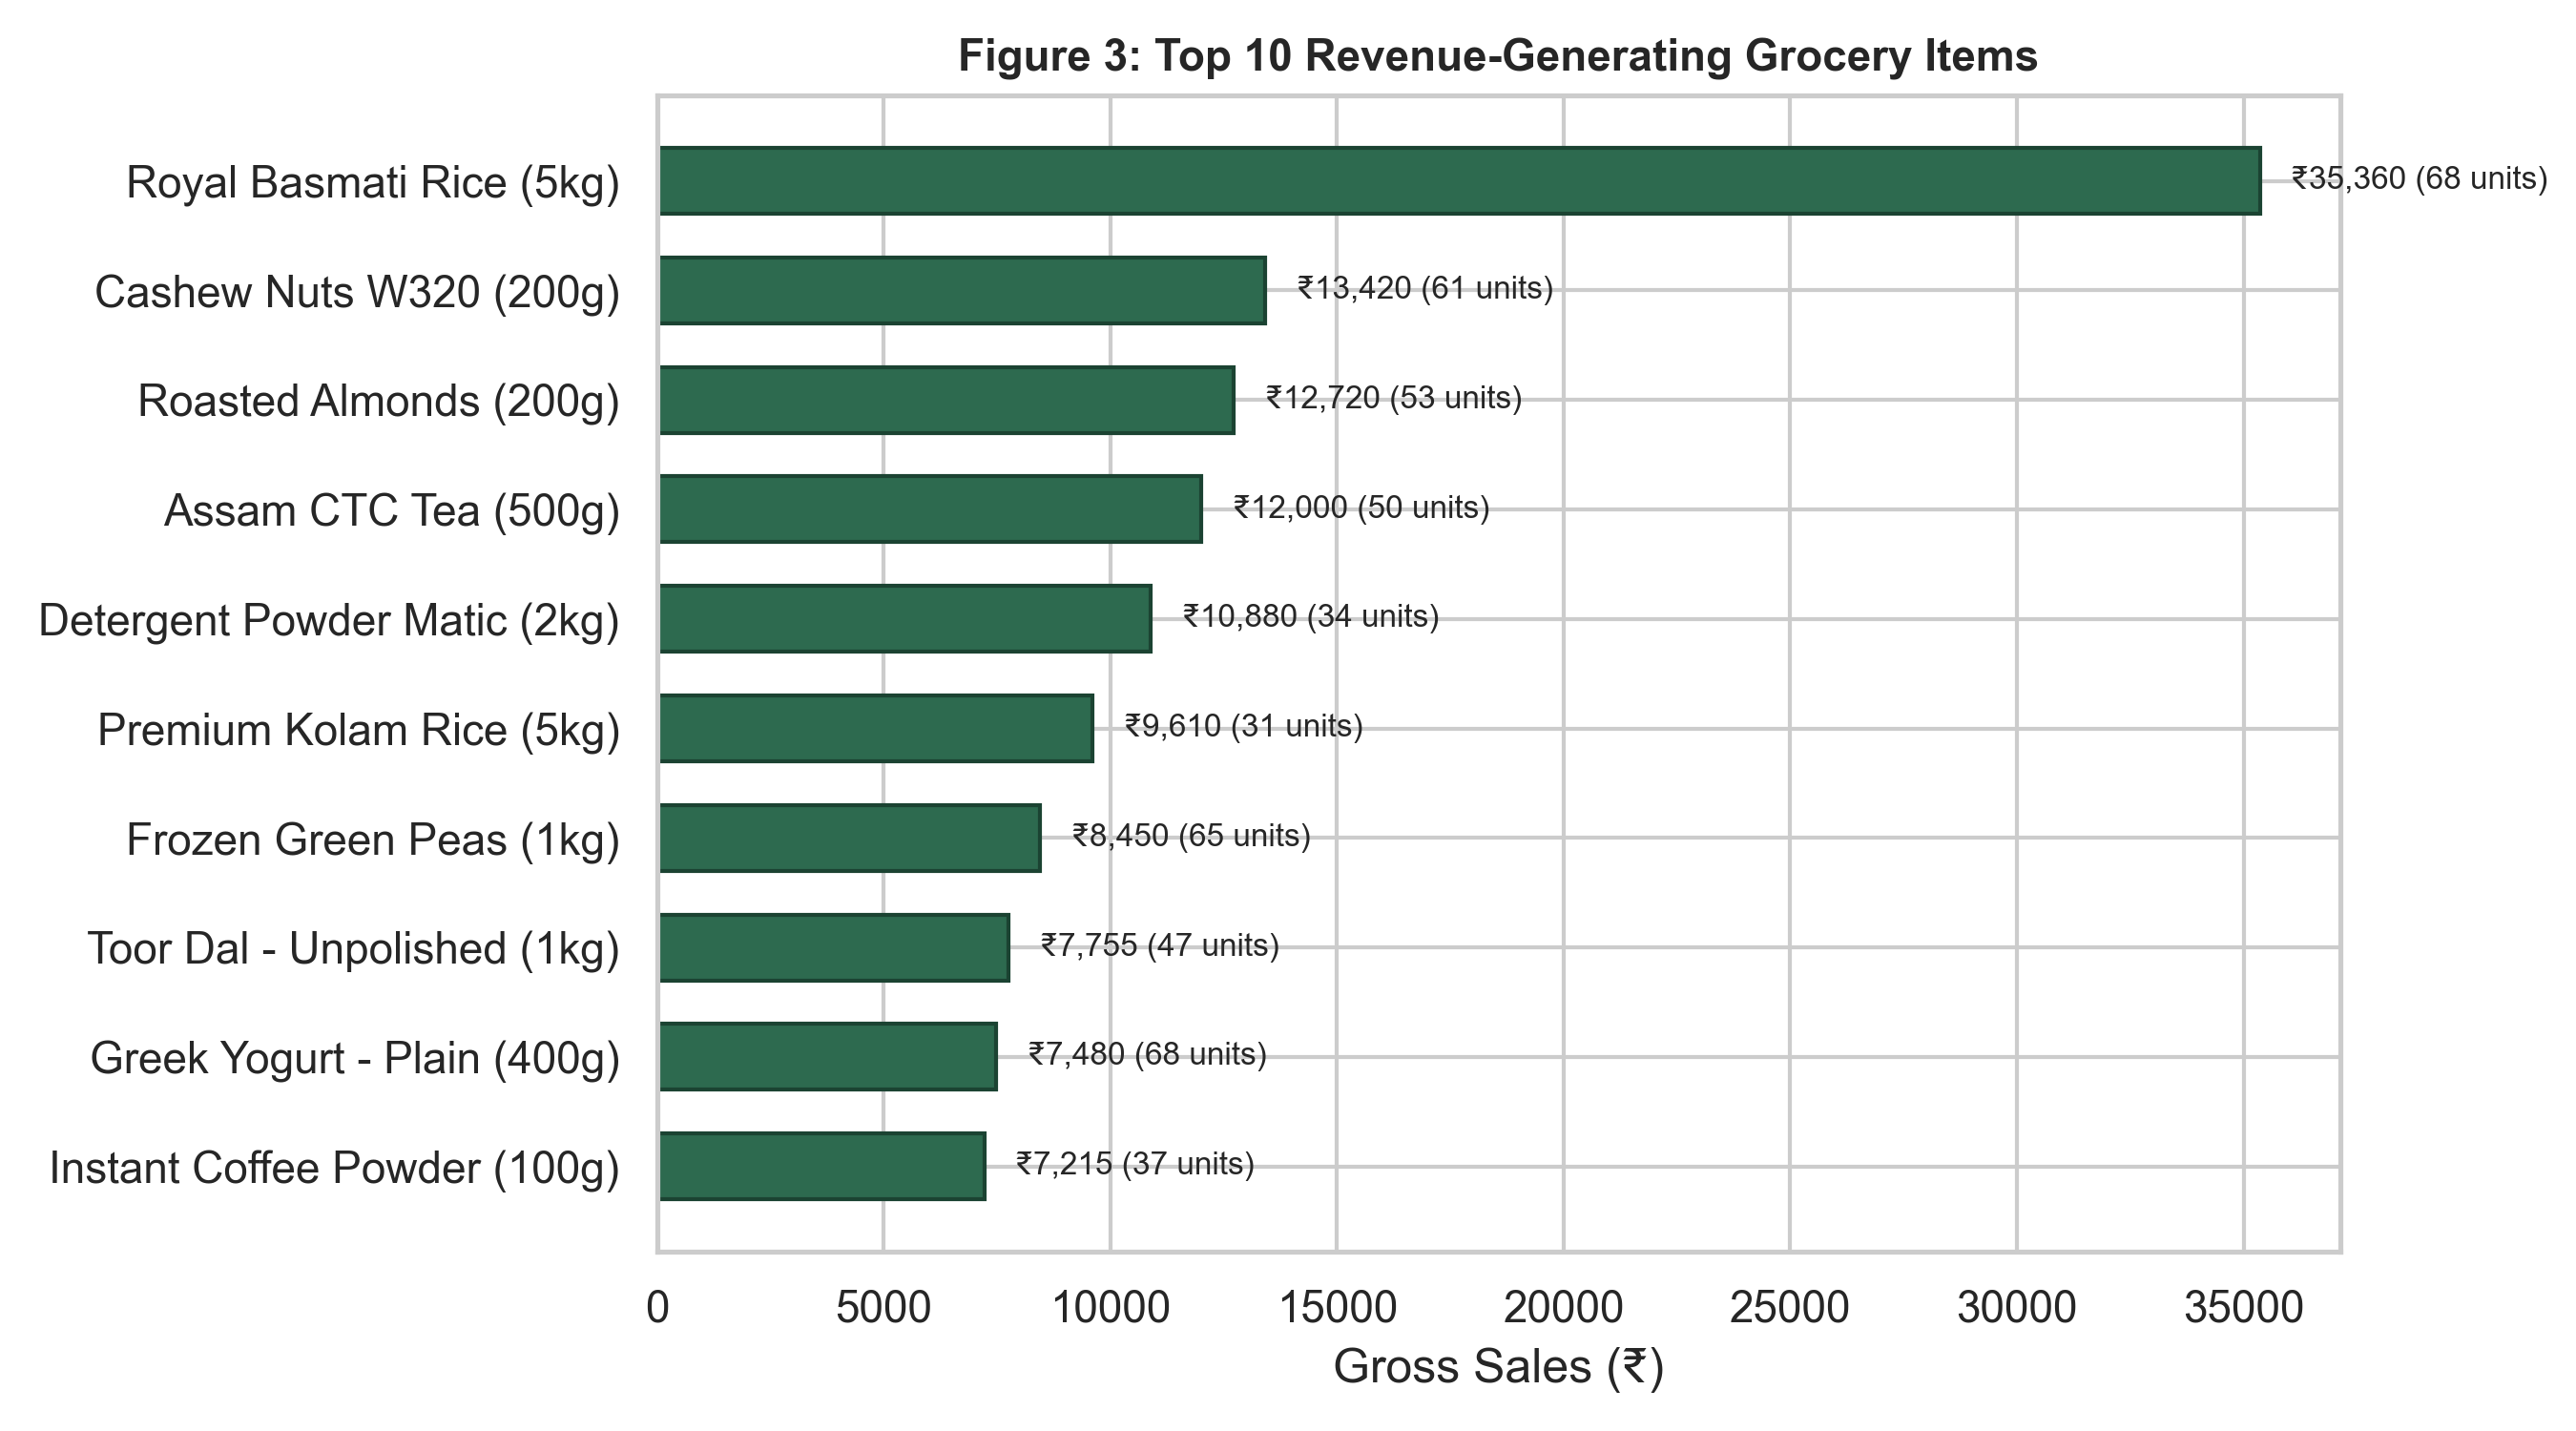 Figure 3: Top 10 Revenue-Generating Grocery Items
Royal Basmati Rice (5kg) ₹35,360 (68 units)
Cashew Nuts W320 (200g) ₹13,420 (61 units)
Roasted Almonds (200g) ₹12,720 (53 units)
Assam CTC Tea (500g) ₹12,000 (50 units)
Detergent Powder Matic (2kg) ₹10,880 (34 units)
Premium Kolam Rice (5kg) ₹9,610 (31 units)
Frozen Green Peas (1kg) ₹8,450 (65 units)
Toor Dal - Unpolished (1kg) ₹7,755 (47 units)
Greek Yogurt - Plain (400g) ₹7,480 (68 units)
Instant Coffee Powder (100g) ₹7,215 (37 units)
0 5000 10000 15000 20000 25000 30000 35000
Gross Sales (₹)